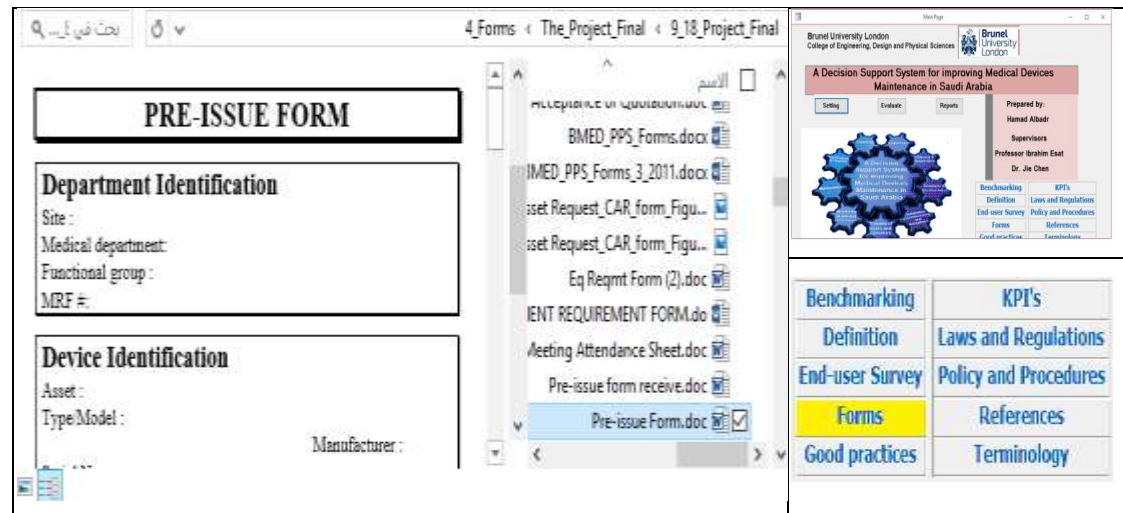 بحث في
4_Forms < The_Project_Final < 9_18_Project_Final
الاسم
Acceptance of Quotation.doc
BMED_PPS_Forms.docx
BMED_PPS_Forms_3_2011.docx
sset Request_CAR_form_Figu...
sset Request_CAR_form_Figu...
Eq Reqmt Form (2).doc
ENT REQUIREMENT FORM.do
Meeting Attendance Sheet.doc
Pre-issue form receive.doc
Pre-issue Form.doc
PRE-ISSUE FORM
Department Identification
Site :
Medical department:
Functional group :
MRF #:
Device Identification
Asset :
Type/Model :
Manufacturer :
Main Page
Brunel University London
College of Engineering, Design and Physical Sciences
Brunel
University
London
A Decision Support System for improving Medical Devices
Maintenance in Saudi Arabia
Setting
Evaluate
Reports
Prepared by:
Hamad Albadr
Supervisors
Professor Ibrahim Esat
Dr. Jie Chen
A Decision
Support System
for improving
Medical Devices
Maintenance in
Saudi Arabia
Benchmarking KPI's
Definition Laws and Regulations
End-user Survey Policy and Procedures
Forms References
Good practices Terminology
Benchmarking KPI's
Definition Laws and Regulations
End-user Survey Policy and Procedures
Forms References
Good practices Terminology